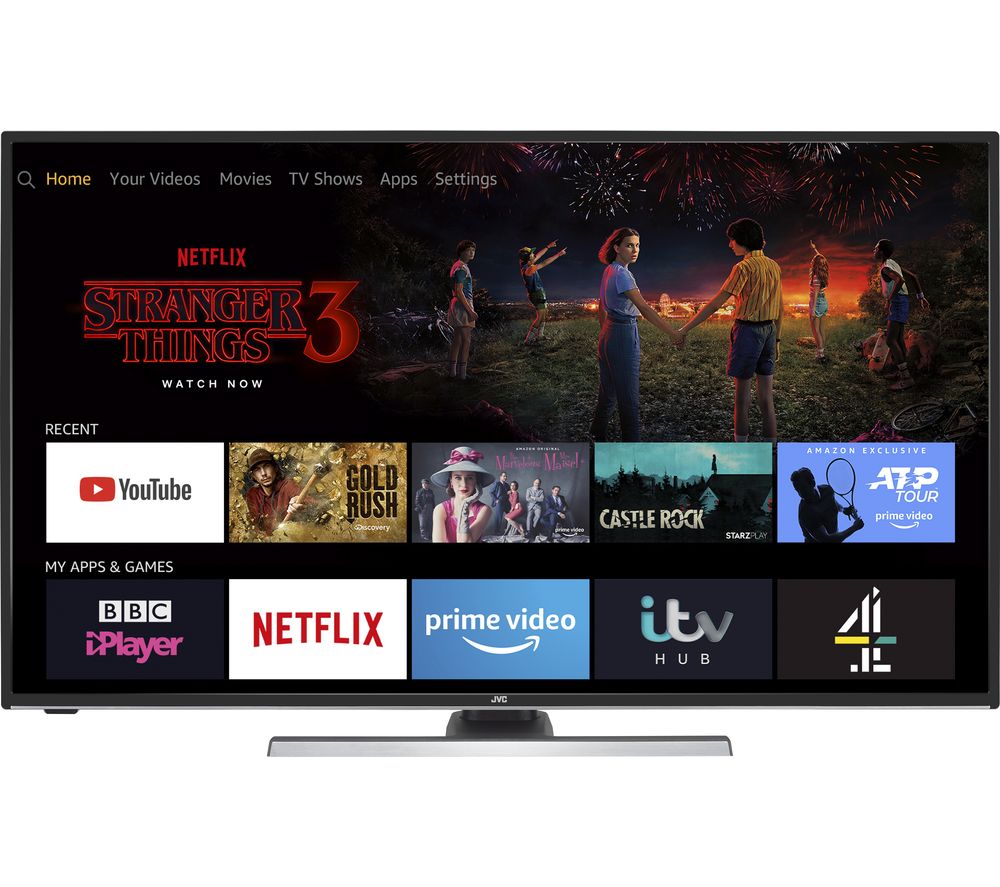 Home Your Videos Movies TV Shows Apps Settings
NETFLIX
STRANGER
THINGS 3
WATCH NOW
RECENT
YouTube
GOLD
RUSH
Discovery
AMAZON ORIGINAL
The Marvelous Mrs. Maisel
prime video
CASTLE ROCK
STARZPLAY
AMAZON EXCLUSIVE
ATP
TOUR
prime video
MY APPS & GAMES
BBC
iPlayer
NETFLIX
prime video
itv
HUB
4
JVC